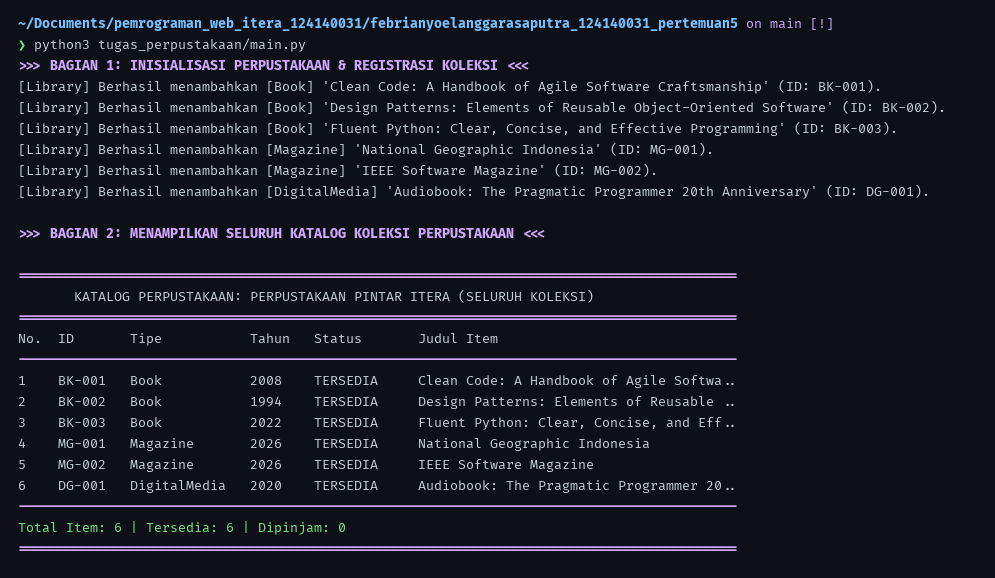 ~/Documents/pemrograman_web_itera_124140031/febrianyoelanggarasaputra_124140031_pertemuan5 on main [!]
❯ python3 tugas_perpustakaan/main.py
>>> BAGIAN 1: INISIALISASI PERPUSTAKAAN & REGISTRASI KOLEKSI <<<
[Library] Berhasil menambahkan [Book] 'Clean Code: A Handbook of Agile Software Craftsmanship' (ID: BK-001).
[Library] Berhasil menambahkan [Book] 'Design Patterns: Elements of Reusable Object-Oriented Software' (ID: BK-002).
[Library] Berhasil menambahkan [Book] 'Fluent Python: Clear, Concise, and Effective Programming' (ID: BK-003).
[Library] Berhasil menambahkan [Magazine] 'National Geographic Indonesia' (ID: MG-001).
[Library] Berhasil menambahkan [Magazine] 'IEEE Software Magazine' (ID: MG-002).
[Library] Berhasil menambahkan [DigitalMedia] 'Audiobook: The Pragmatic Programmer 20th Anniversary' (ID: DG-001).
>>> BAGIAN 2: MENAMPILKAN SELURUH KATALOG KOLEKSI PERPUSTAKAAN <<<
KATALOG PERPUSTAKAAN: PERPUSTAKAAN PINTAR ITERA (SELURUH KOLEKSI)
No.  ID       Tipe           Tahun   Status       Judul Item
1    BK-001   Book           2008    TERSEDIA     Clean Code: A Handbook of Agile Softwa..
2    BK-002   Book           1994    TERSEDIA     Design Patterns: Elements of Reusable ..
3    BK-003   Book           2022    TERSEDIA     Fluent Python: Clear, Concise, and Eff..
4    MG-001   Magazine       2026    TERSEDIA     National Geographic Indonesia
5    MG-002   Magazine       2026    TERSEDIA     IEEE Software Magazine
6    DG-001   DigitalMedia   2020    TERSEDIA     Audiobook: The Pragmatic Programmer 20..
Total Item: 6 | Tersedia: 6 | Dipinjam: 0